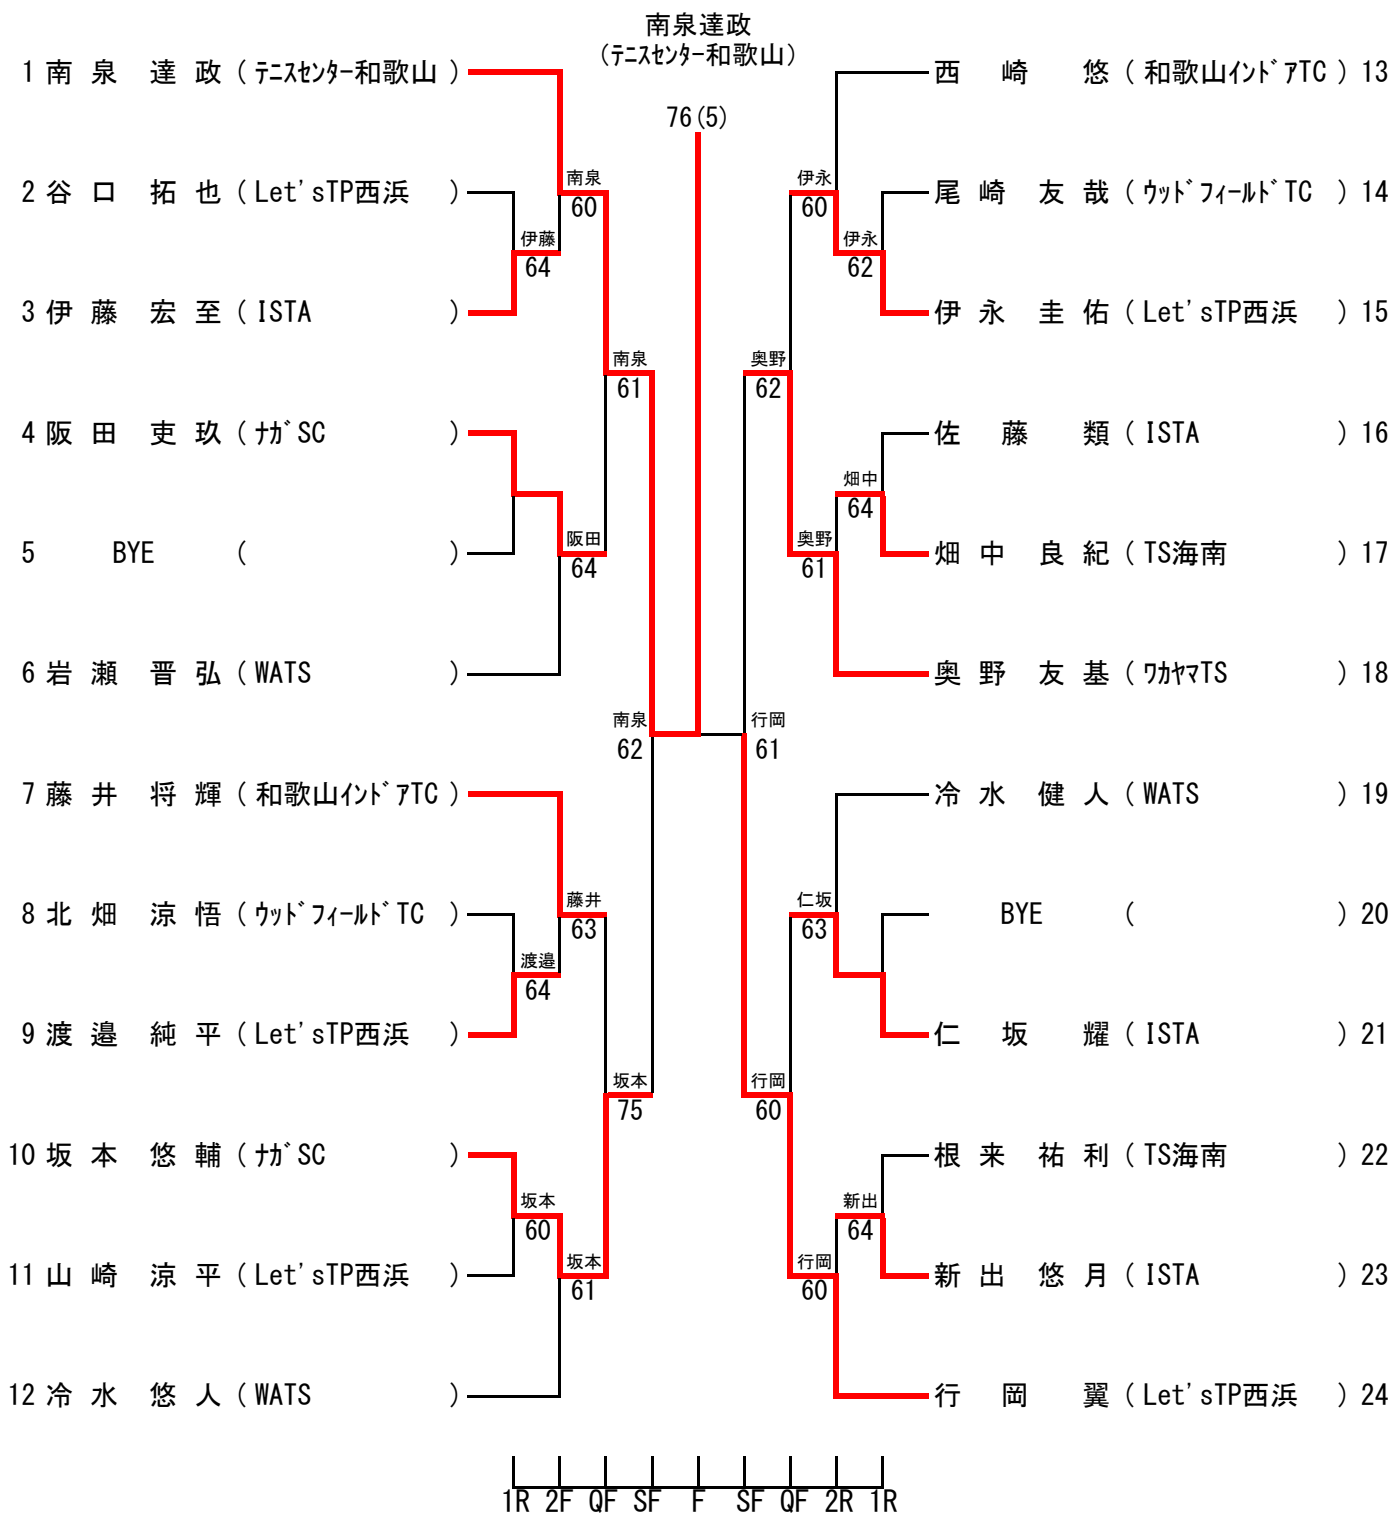 南泉達政
(テニスセンター和歌山)
76(5)
1 南泉 達政 (テニスセンター和歌山)
2 谷口 拓也 (Let'sTP西浜)
3 伊藤 宏至 (ISTA)
4 阪田 吏玖 (ナガSC)
5 BYE ( )
6 岩瀬 晋弘 (WATS)
7 藤井 将輝 (和歌山インドアTC)
8 北畑 涼悟 (ウッドフィールドTC)
9 渡邉 純平 (Let'sTP西浜)
10 坂本 悠輔 (ナガSC)
11 山崎 涼平 (Let'sTP西浜)
12 冷水 悠人 (WATS)
伊藤
64
渡邉
64
坂本
60
南泉
60
阪田
64
藤井
63
坂本
61
南泉
61
坂本
75
南泉
62
行岡
61
奥野
62
行岡
60
伊永
60
奥野
61
仁坂
63
行岡
60
伊永
62
畑中
64
新出
64
西崎 悠 (和歌山インドアTC) 13
尾崎 友哉 (ウッドフィールドTC) 14
伊永 圭佑 (Let'sTP西浜) 15
佐藤 類 (ISTA) 16
畑中 良紀 (TS海南) 17
奥野 友基 (ワカヤマTS) 18
冷水 健人 (WATS) 19
BYE ( ) 20
仁坂 耀 (ISTA) 21
根来 祐利 (TS海南) 22
新出 悠月 (ISTA) 23
行岡 翼 (Let'sTP西浜) 24
1R 2F QF SF F SF QF 2R 1R